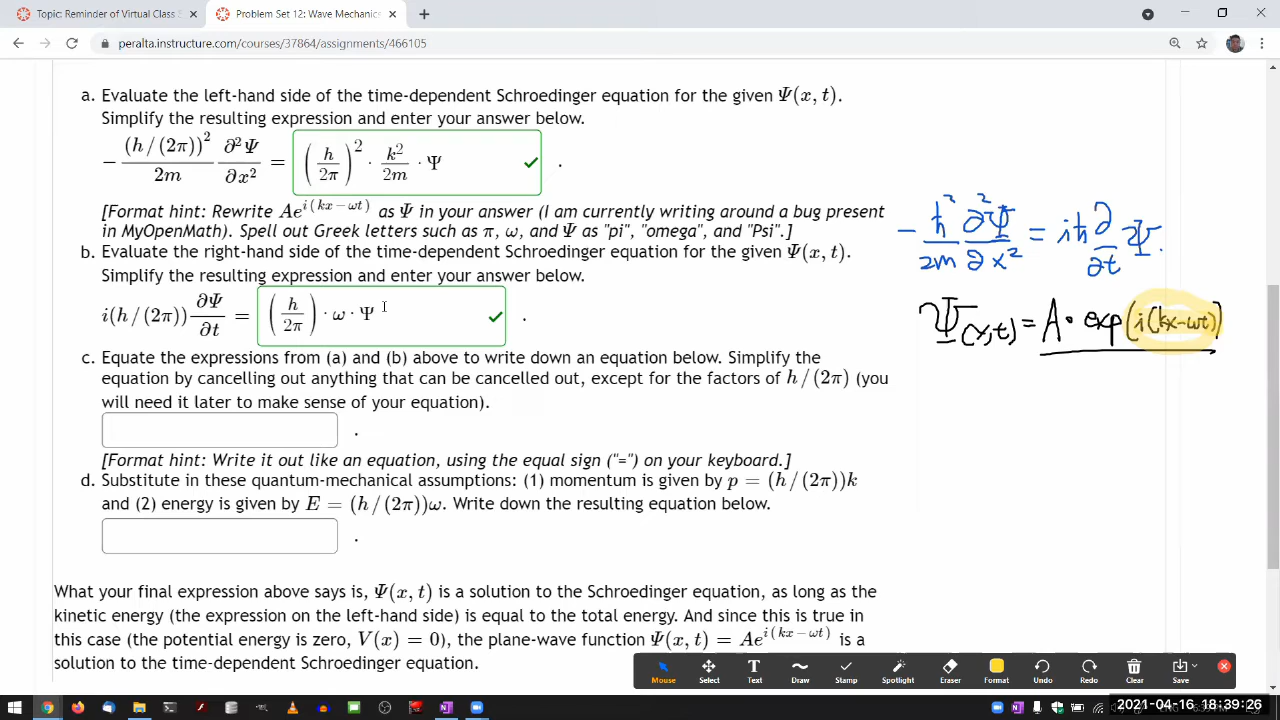 Topic: Reminder of Virtual Class S
Problem Set 12: Wave Mechanic
peralta.instructure.com/courses/37864/assignments/466105
a. Evaluate the left-hand side of the time-dependent Schroedinger equation for the given Ψ(x, t).
Simplify the resulting expression and enter your answer below.
− (h/(2π))² / 2m ∂²Ψ / ∂x² = (h / 2π)² · k² / 2m · Ψ .
[Format hint: Rewrite Ae^{i(kx−ωt)} as Ψ in your answer (I am currently writing around a bug present
in MyOpenMath). Spell out Greek letters such as π, ω, and Ψ as "pi", "omega", and "Psi".]
b. Evaluate the right-hand side of the time-dependent Schroedinger equation for the given Ψ(x, t).
Simplify the resulting expression and enter your answer below.
i(h/(2π)) ∂Ψ / ∂t = (h / 2π) · ω · Ψ .
c. Equate the expressions from (a) and (b) above to write down an equation below. Simplify the
equation by cancelling out anything that can be cancelled out, except for the factors of h/(2π) (you
will need it later to make sense of your equation).
.
[Format hint: Write it out like an equation, using the equal sign ("=") on your keyboard.]
d. Substitute in these quantum-mechanical assumptions: (1) momentum is given by p = (h/(2π))k
and (2) energy is given by E = (h/(2π))ω. Write down the resulting equation below.
.
What your final expression above says is, Ψ(x, t) is a solution to the Schroedinger equation, as long as the
kinetic energy (the expression on the left-hand side) is equal to the total energy. And since this is true in
this case (the potential energy is zero, V(x) = 0), the plane-wave function Ψ(x, t) = Ae^{i(kx−ωt)} is a
solution to the time-dependent Schroedinger equation.
− ħ² / 2m ∂²Ψ / ∂x² = iħ ∂ / ∂t Ψ.
Ψ(x,t) = A · exp(i(kx−ωt))
Mouse Select Text Draw Stamp Spotlight Eraser Format Undo Redo Clear Save
2021-04-16 18:39:26